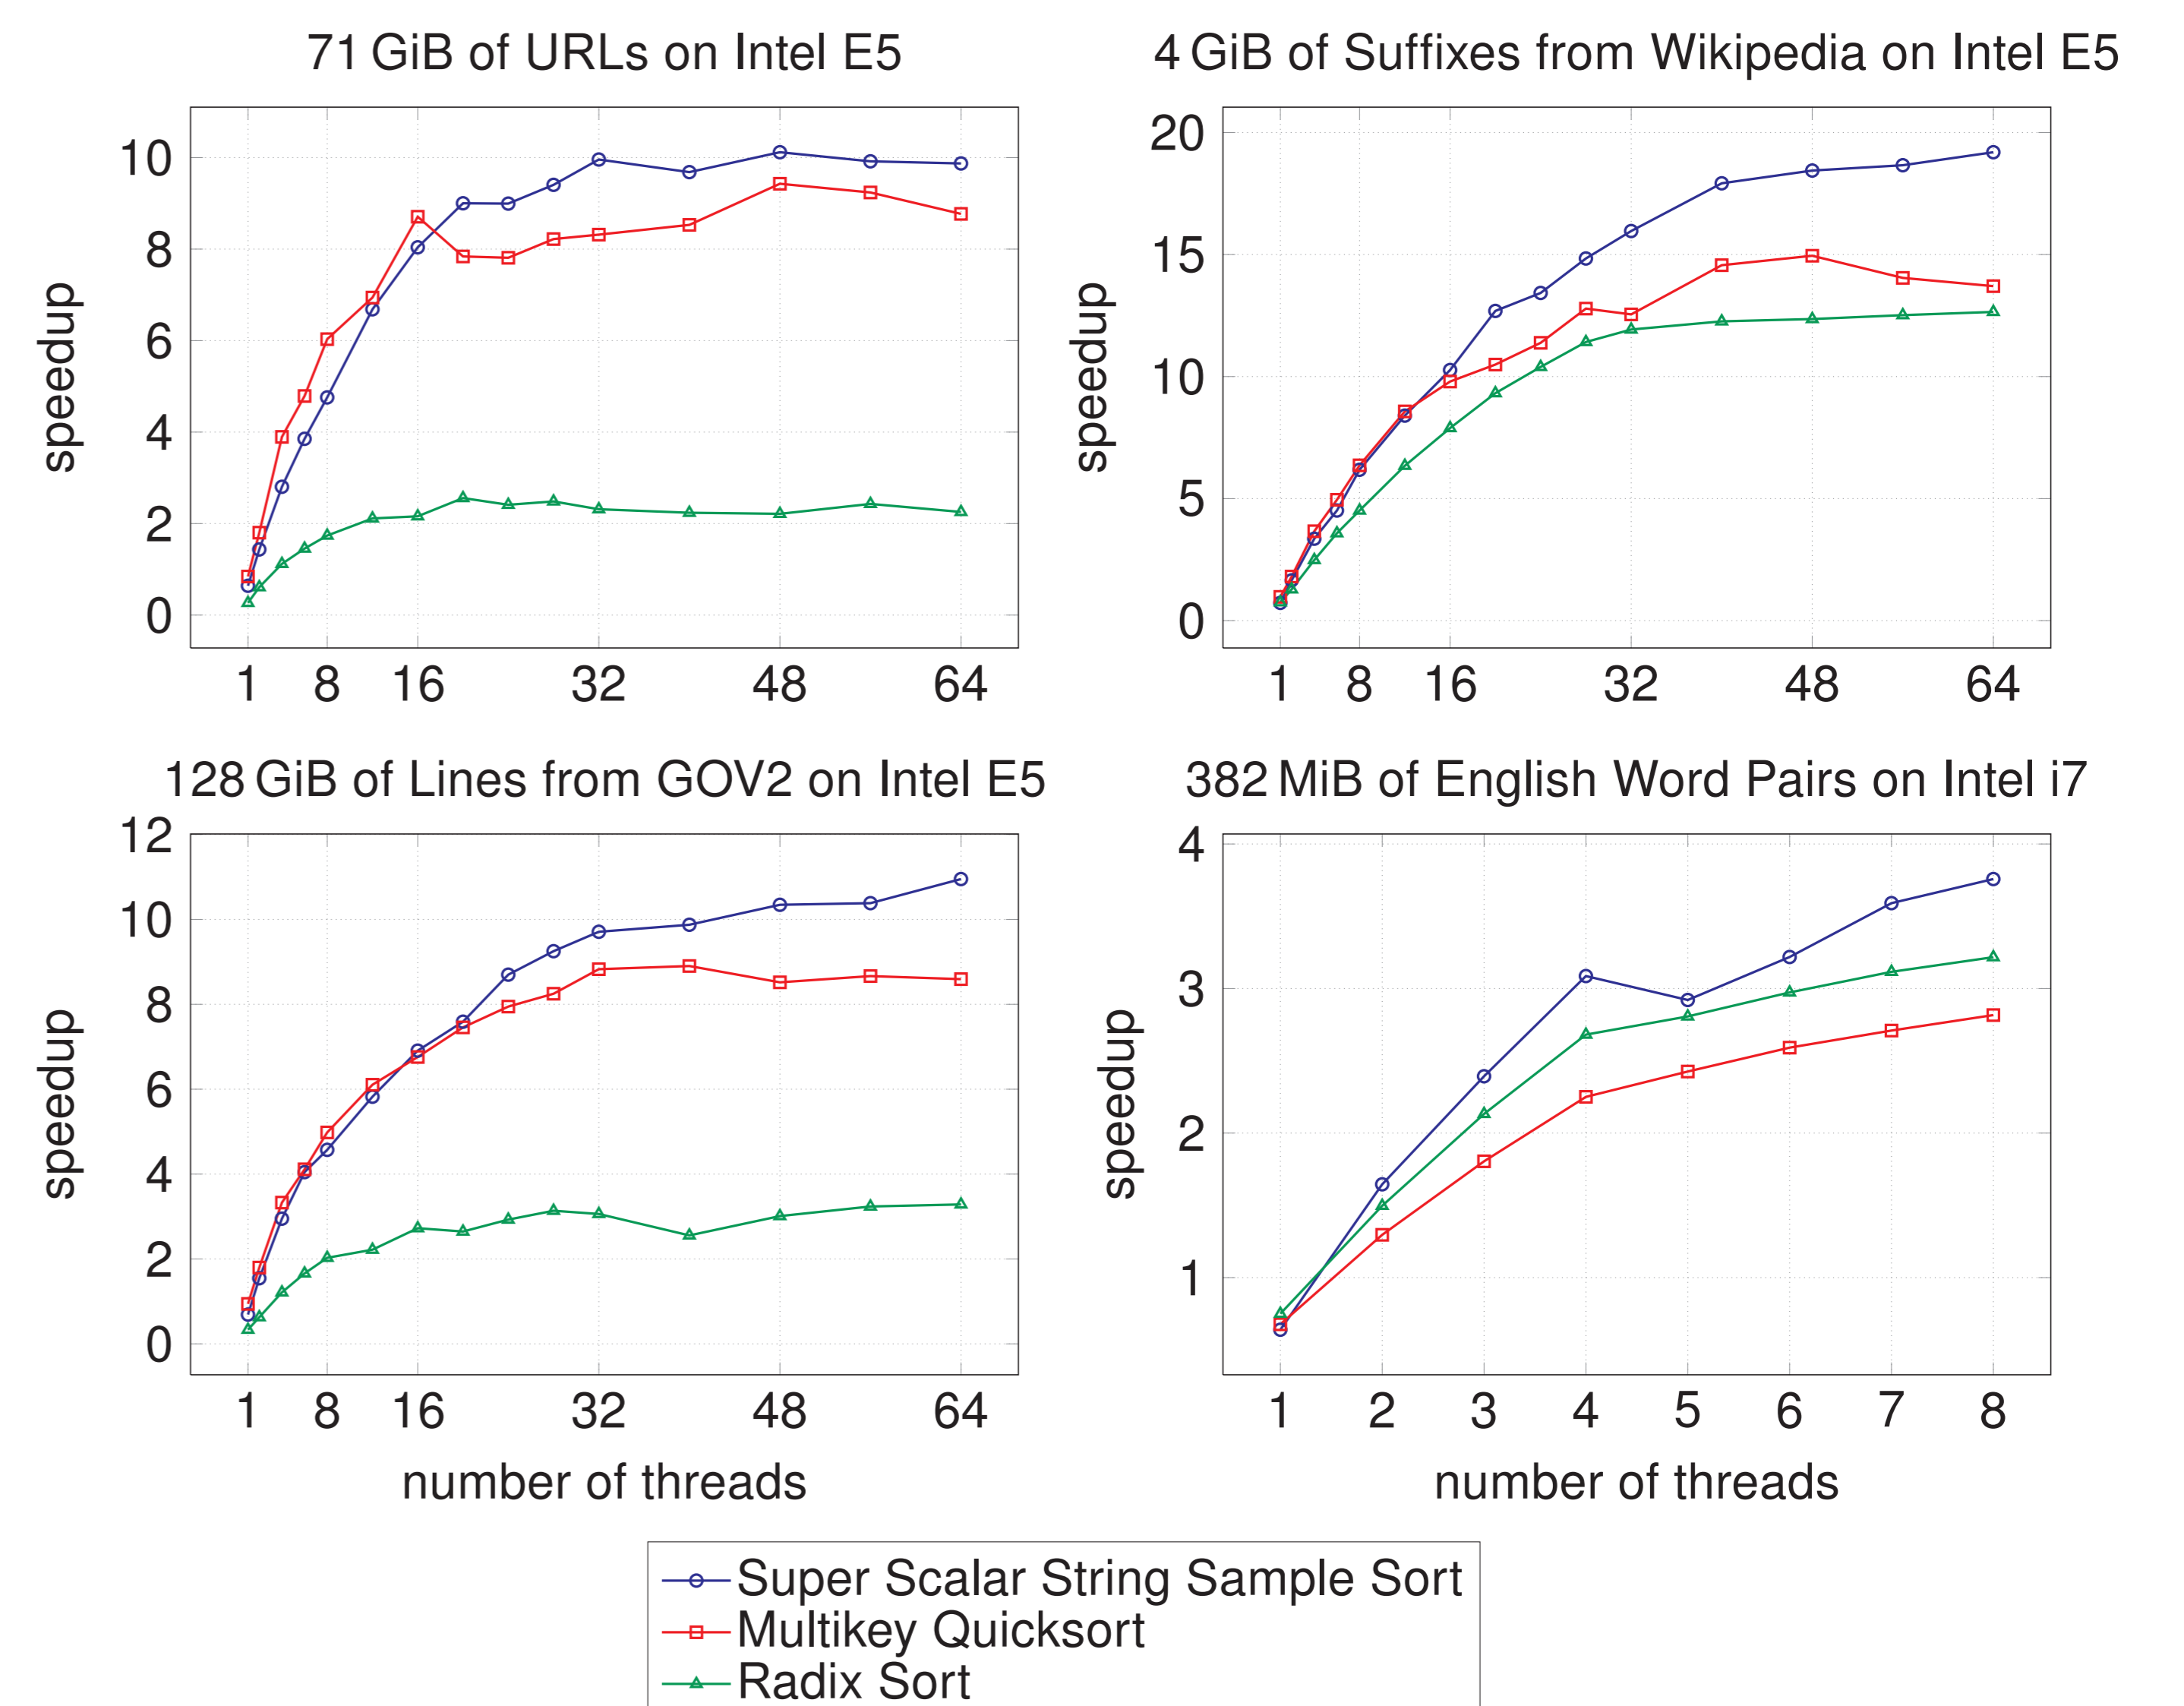 71 GiB of URLs on Intel E5
speedup
10
8
6
4
2
0
1 8 16 32 48 64
4 GiB of Suffixes from Wikipedia on Intel E5
speedup
20
15
10
5
0
1 8 16 32 48 64
128 GiB of Lines from GOV2 on Intel E5
speedup
12
10
8
6
4
2
0
1 8 16 32 48 64
number of threads
382 MiB of English Word Pairs on Intel i7
speedup
4
3
2
1
1 2 3 4 5 6 7 8
number of threads
Super Scalar String Sample Sort
Multikey Quicksort
Radix Sort